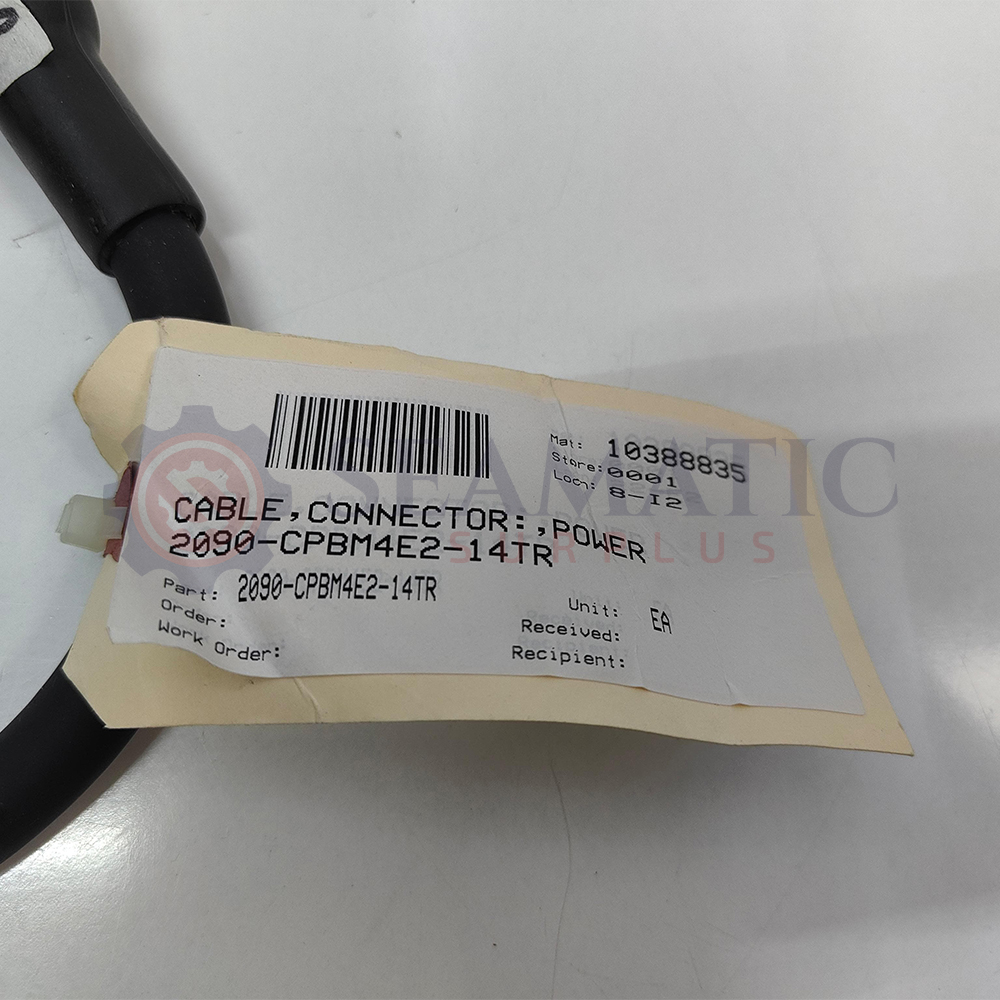 Mat: 10388835
Store: 0001
Locn: 8-I2
CABLE,CONNECTOR:,POWER
2090-CPBM4E2-14TR
Part: 2090-CPBM4E2-14TR
Unit: EA
Order:
Received:
Work Order:
Recipient:
SEAMATIC
SURPLUS